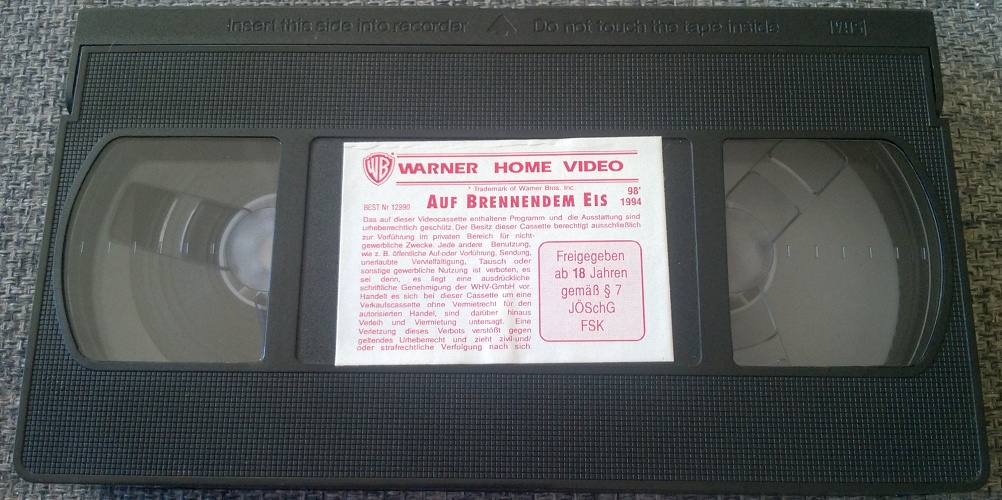 Insert this side into recorder Do not touch the tape inside VHS
WB WARNER HOME VIDEO
* Trademark of Warner Bros. Inc.
BEST Nr 12990 AUF BRENNENDEM EIS 98' 1994
Das auf dieser Videocassette enthaltene Programm und die Ausstattung sind
urheberrechtlich geschütz. Der Besitz dieser Cassette berechtigt ausschließlich
zur Vorführung im privaten Bereich für nicht-
gewerbliche Zwecke. Jede andere Benutzung,
wie z. B. öffentliche Auf-oder Vorführung, Sendung,
unerlaubte Vervielfältigung, Tausch oder
sonstige gewerbliche Nutzung ist verboten, es
sei denn, es liegt eine ausdrückliche
schriftliche Genehmigung der WHV-GmbH vor.
Handelt es sich bei dieser Cassette um eine
Verkaufscassette ohne Vermietrecht für den
autorisierten Handel, sind darüber hinaus
Verleih und Vermietung untersagt. Eine
Verletzung dieses Verbots verstößt gegen
geltendes Urheberrecht und zieht zivil-und/
oder strafrechtliche Verfolgung nach sich.
Freigegeben
ab 18 Jahren
gemäß § 7
JÖSchG
FSK